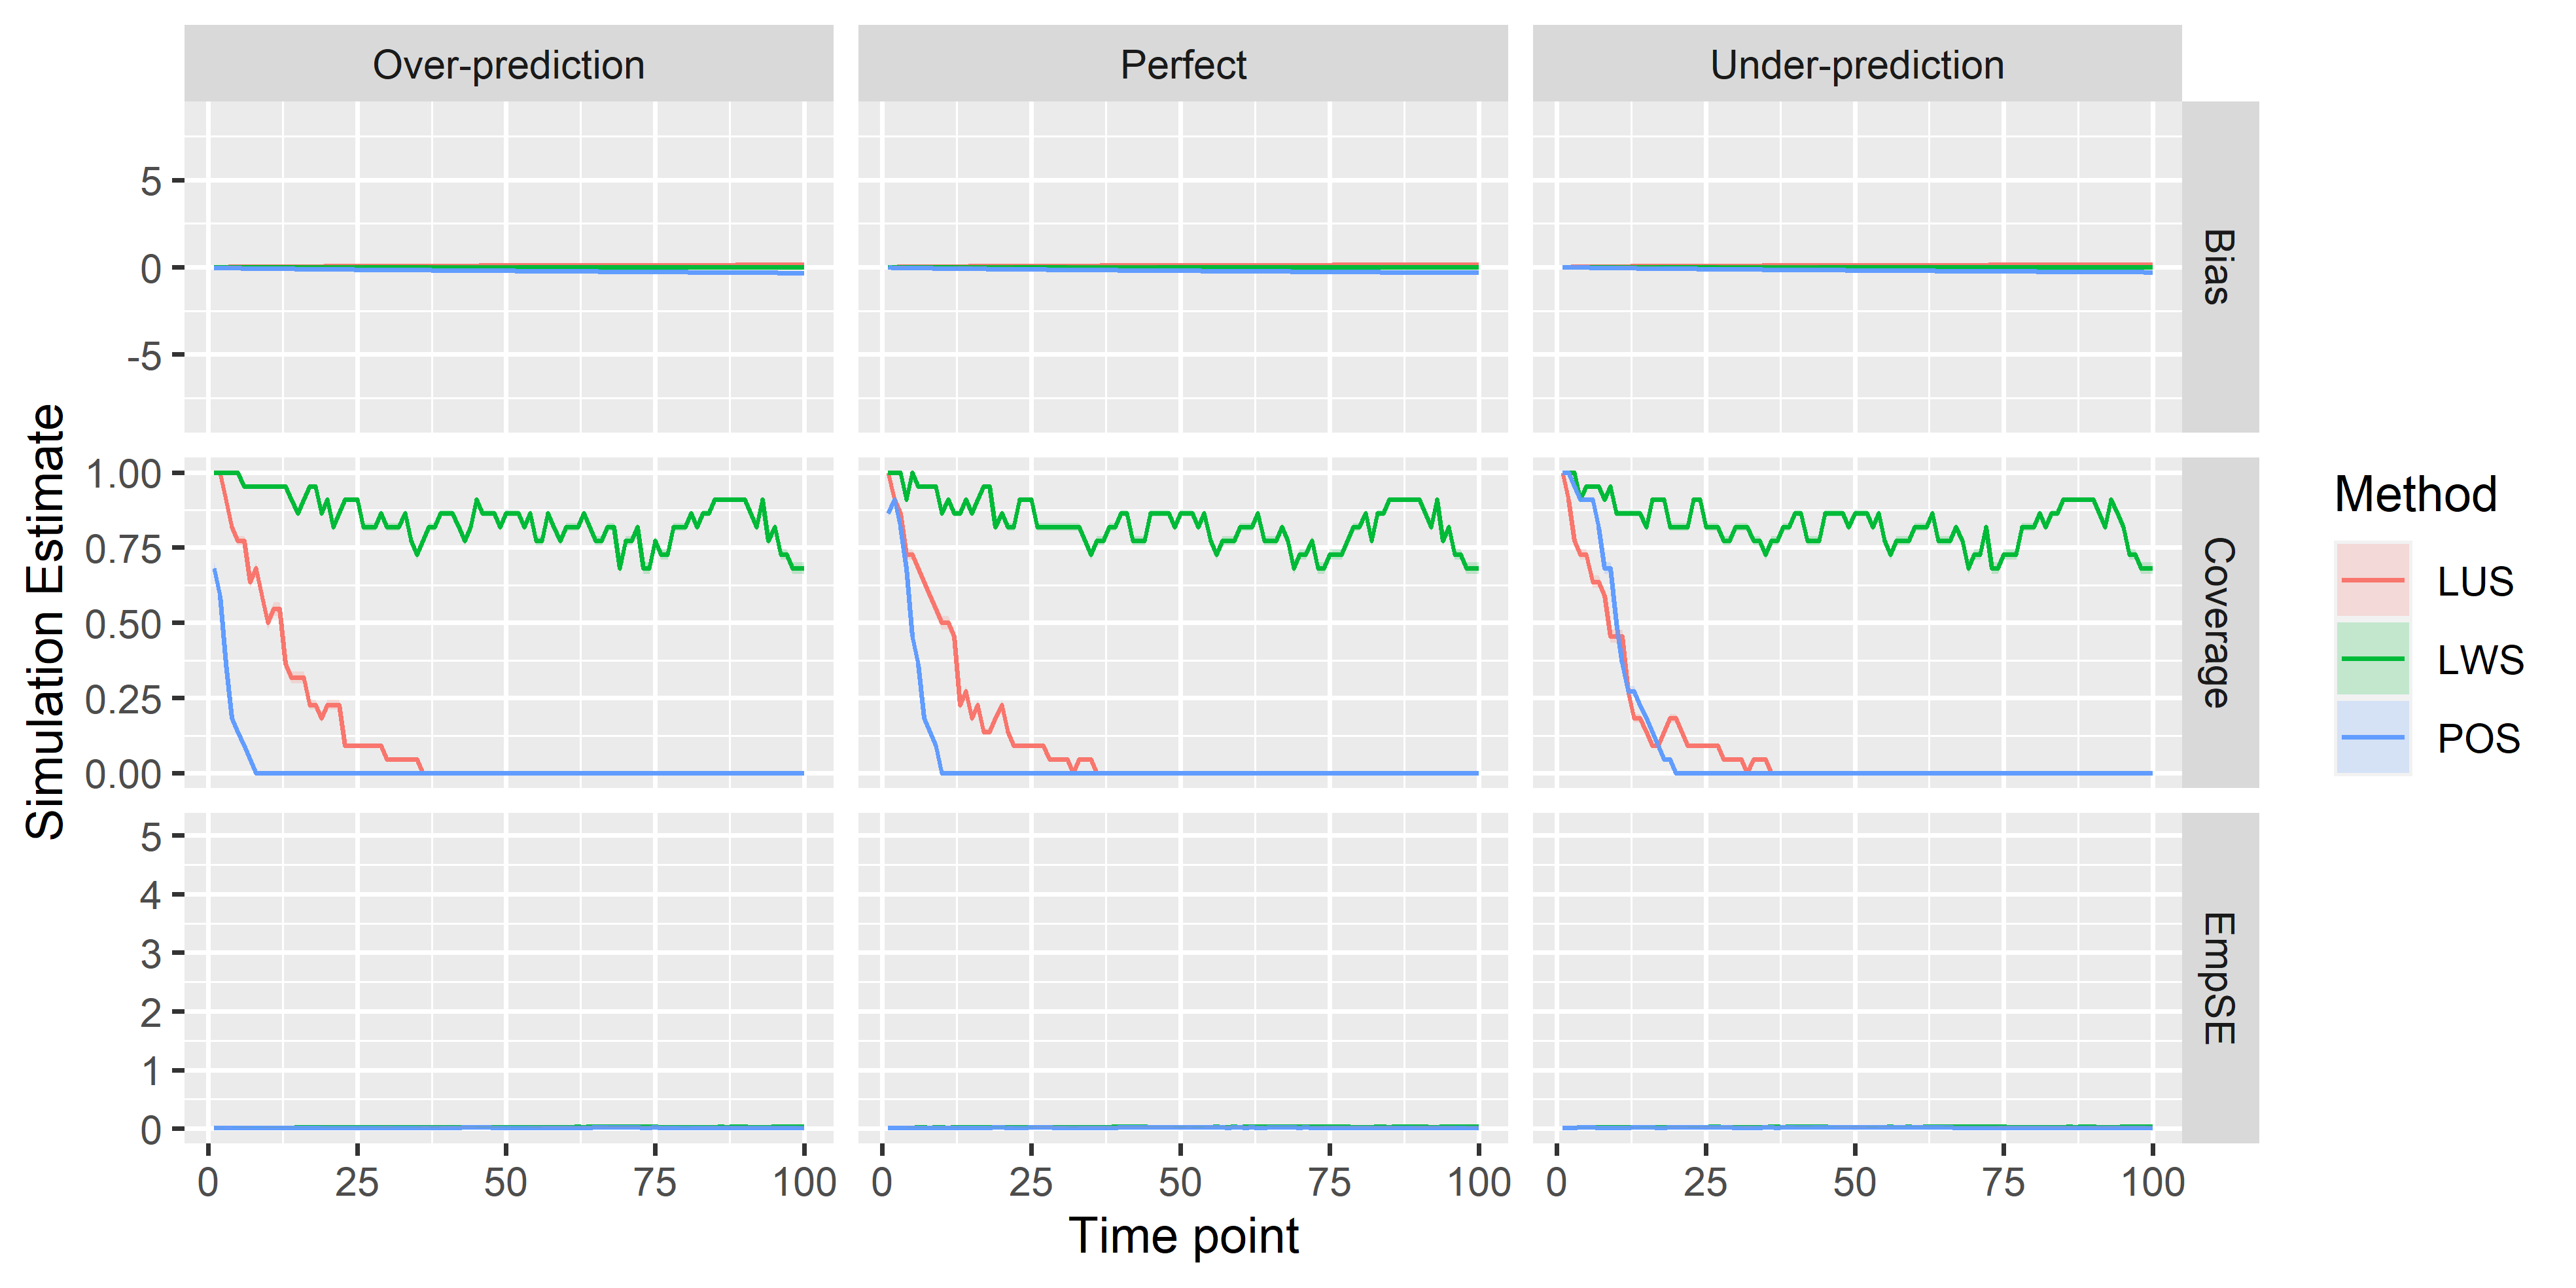 Over-prediction
Perfect
Under-prediction
5
0
-5
Bias
1.00
0.75
0.50
0.25
0.00
Coverage
5
4
3
2
1
0
EmpSE
0 25 50 75 100
0 25 50 75 100
0 25 50 75 100
Time point
Simulation Estimate
Method
LUS
LWS
POS